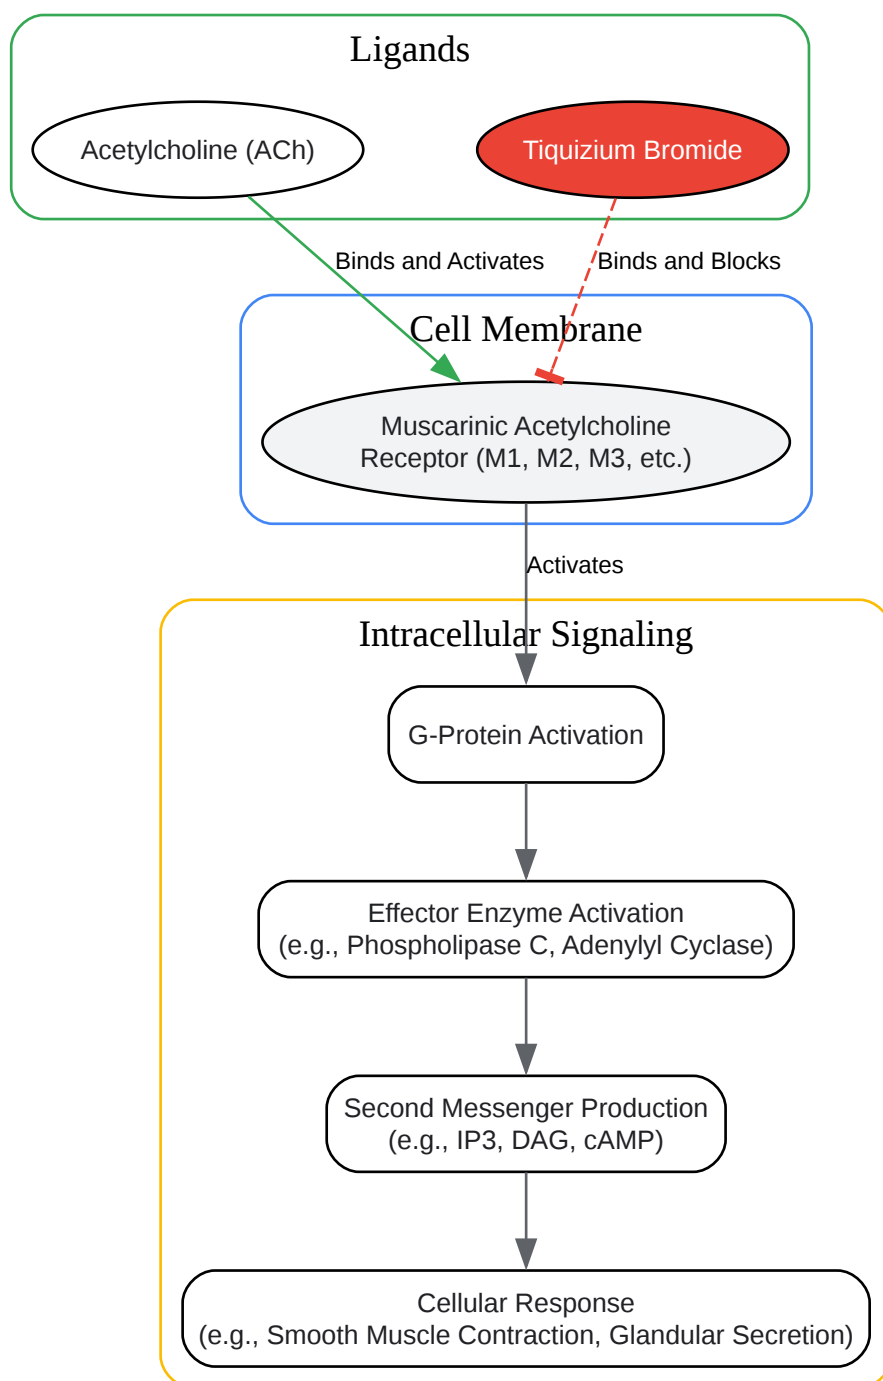 Ligands
Acetylcholine (ACh)
Tiquizium Bromide
Binds and Activates
Binds and Blocks
Cell Membrane
Muscarinic Acetylcholine
Receptor (M1, M2, M3, etc.)
Activates
Intracellular Signaling
G-Protein Activation
Effector Enzyme Activation
(e.g., Phospholipase C, Adenylyl Cyclase)
Second Messenger Production
(e.g., IP3, DAG, cAMP)
Cellular Response
(e.g., Smooth Muscle Contraction, Glandular Secretion)